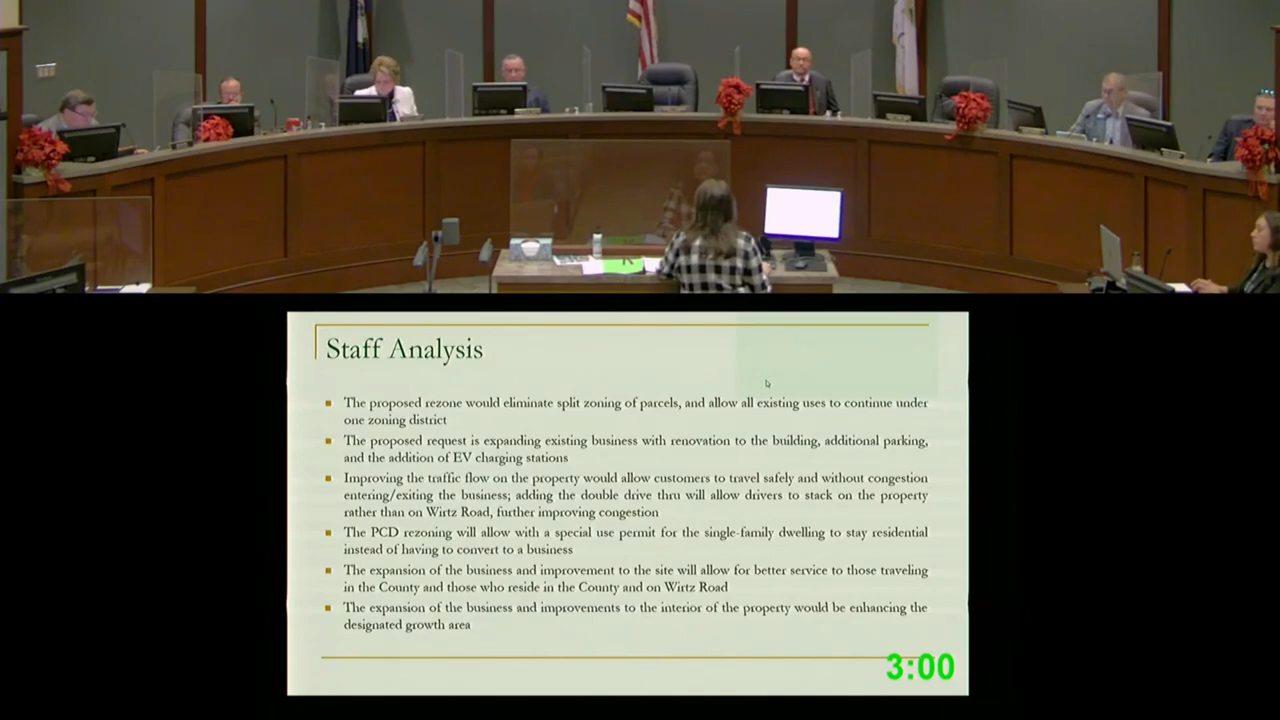 Staff Analysis
The proposed rezone would eliminate split zoning of parcels, and allow all existing uses to continue under
one zoning district
The proposed request is expanding existing business with renovation to the building, additional parking,
and the addition of EV charging stations
Improving the traffic flow on the property would allow customers to travel safely and without congestion
entering/exiting the business; adding the double drive thru will allow drivers to stack on the property
rather than on Wirtz Road, further improving congestion
The PCD rezoning will allow with a special use permit for the single-family dwelling to stay residential
instead of having to convert to a business
The expansion of the business and improvement to the site will allow for better service to those traveling
in the County and those who reside in the County and on Wirtz Road
The expansion of the business and improvements to the interior of the property would be enhancing the
designated growth area
3:00